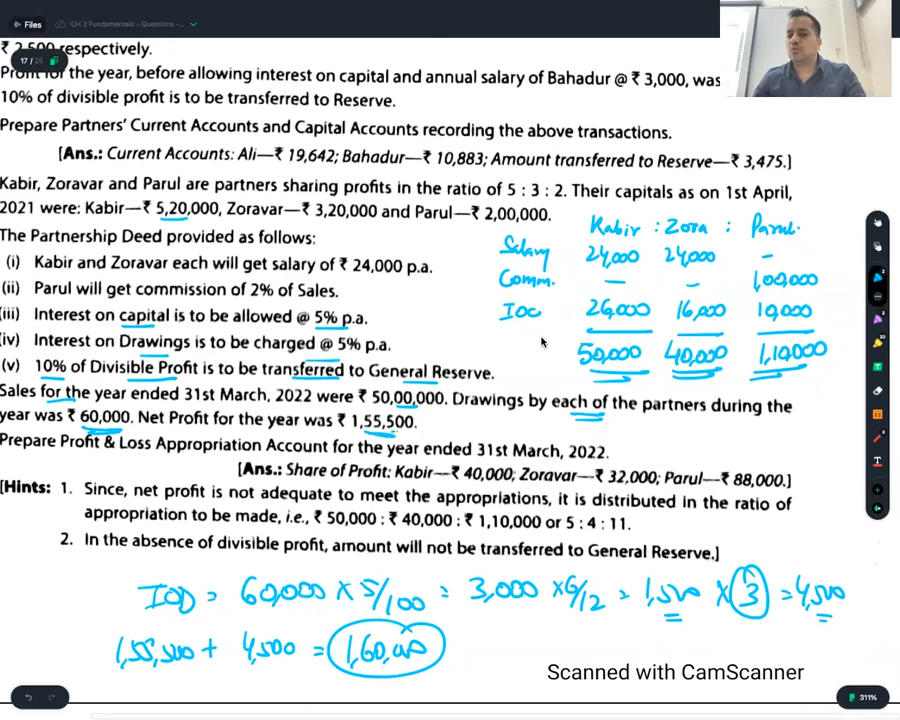 Files
CH 2 Fundamentals - Questions -...
₹ 2,500 respectively.
17 / 25
Profit for the year, before allowing interest on capital and annual salary of Bahadur @ ₹ 3,000, was
10% of divisible profit is to be transferred to Reserve.
Prepare Partners' Current Accounts and Capital Accounts recording the above transactions.
[Ans.: Current Accounts: Ali—₹ 19,642; Bahadur—₹ 10,883; Amount transferred to Reserve—₹ 3,475.]
Kabir, Zoravar and Parul are partners sharing profits in the ratio of 5 : 3 : 2. Their capitals as on 1st April,
2021 were: Kabir—₹ 5,20,000, Zoravar—₹ 3,20,000 and Parul—₹ 2,00,000.
Kabir : Zora : Parul.
The Partnership Deed provided as follows:
Salary 24,000 24,000 -
(i) Kabir and Zoravar each will get salary of ₹ 24,000 p.a.
Comm. - - 1,00,000
(ii) Parul will get commission of 2% of Sales.
IOC 26,000 16,000 10,000
(iii) Interest on capital is to be allowed @ 5% p.a.
(iv) Interest on Drawings is to be charged @ 5% p.a.
50,000 40,000 1,10,000
(v) 10% of Divisible Profit is to be transferred to General Reserve.
Sales for the year ended 31st March, 2022 were ₹ 50,00,000. Drawings by each of the partners during the
year was ₹ 60,000. Net Profit for the year was ₹ 1,55,500.
Prepare Profit & Loss Appropriation Account for the year ended 31st March, 2022.
[Ans.: Share of Profit: Kabir—₹ 40,000; Zoravar—₹ 32,000; Parul—₹ 88,000.]
[Hints: 1. Since, net profit is not adequate to meet the appropriations, it is distributed in the ratio of
appropriation to be made, i.e., ₹ 50,000 : ₹ 40,000 : ₹ 1,10,000 or 5 : 4 : 11.
2. In the absence of divisible profit, amount will not be transferred to General Reserve.]
IOD = 60,000 x 5/100 = 3,000 x 6/12 = 1,500 x 3 = 4,500
1,55,500 + 4,500 = 1,60,000
Scanned with CamScanner
311%